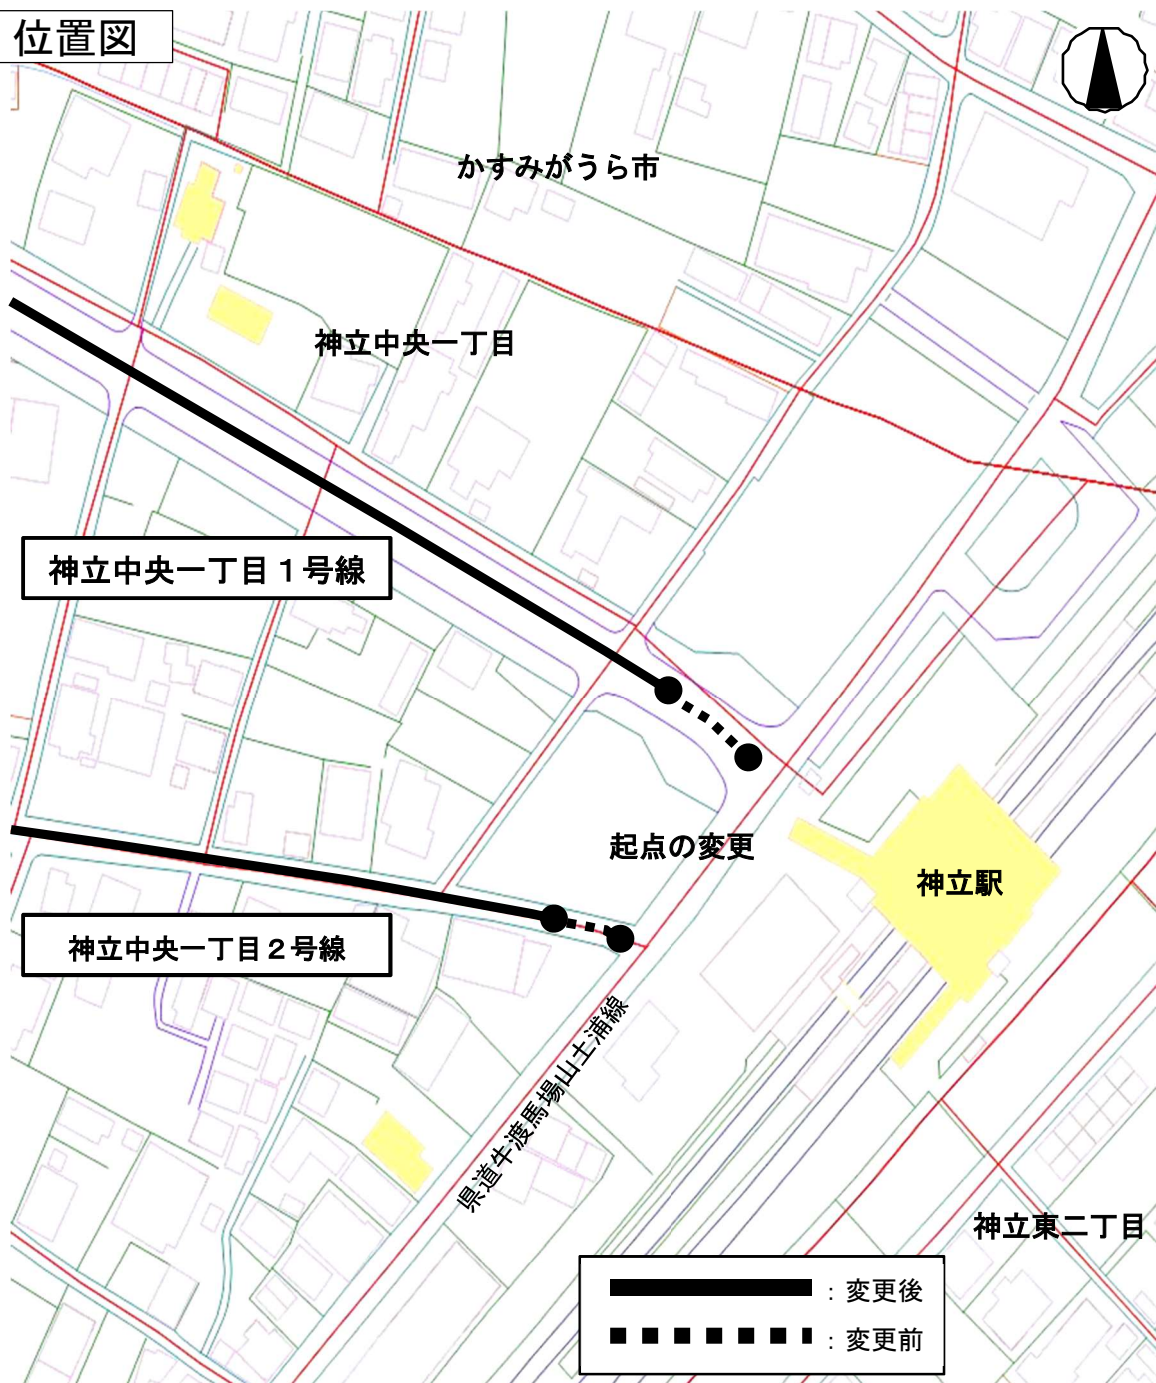 位置図
かすみがうら市
神立中央一丁目
神立中央一丁目１号線
起点の変更
神立駅
神立中央一丁目２号線
県道牛渡馬場山土浦線
神立東二丁目
：変更後
：変更前